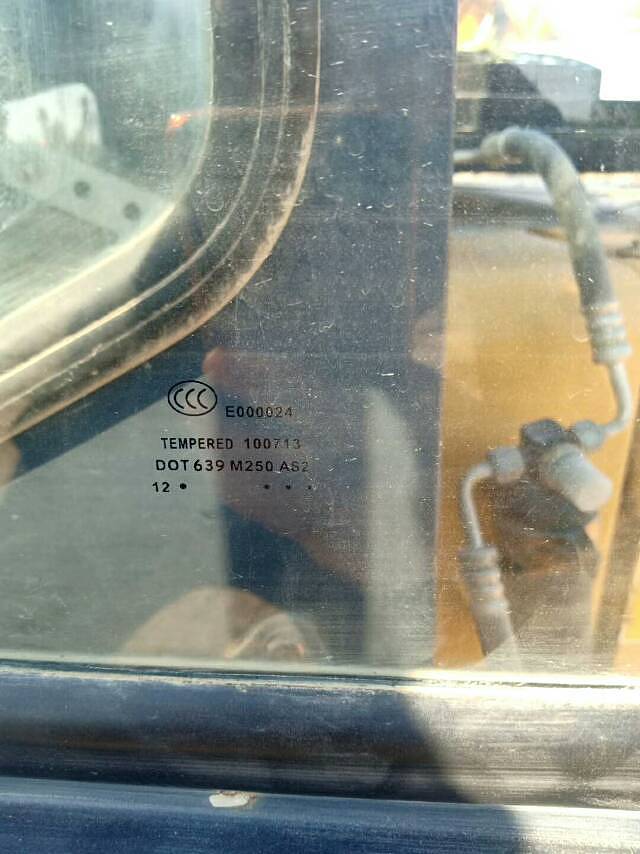 CCC E000024
TEMPERED 100713
DOT 639 M250 AS2
12 • • • •